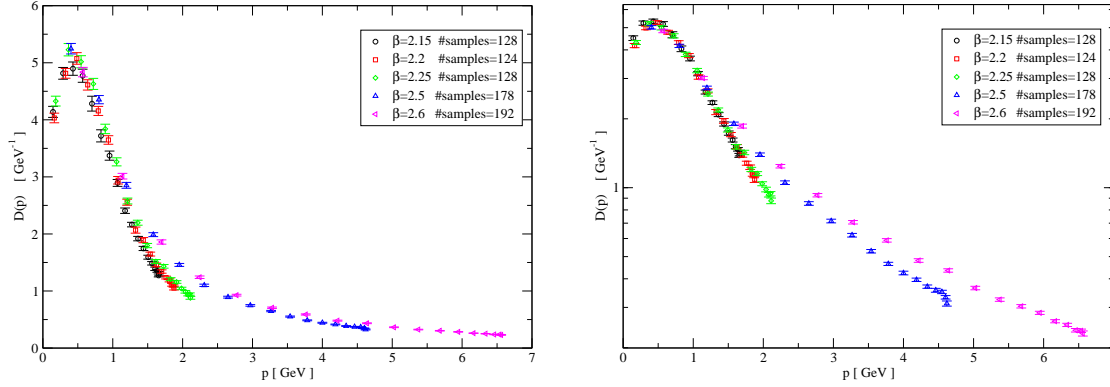 6
5
4
3
2
1
0
D(p) [ GeV⁻¹ ]
β=2.15 #samples=128
β=2.2 #samples=124
β=2.25 #samples=128
β=2.5 #samples=178
β=2.6 #samples=192
0 1 2 3 4 5 6 7
p [ GeV ]
1
D(p) [ GeV⁻¹ ]
β=2.15 #samples=128
β=2.2 #samples=124
β=2.25 #samples=128
β=2.5 #samples=178
β=2.6 #samples=192
0 1 2 3 4 5 6
p [ GeV ]